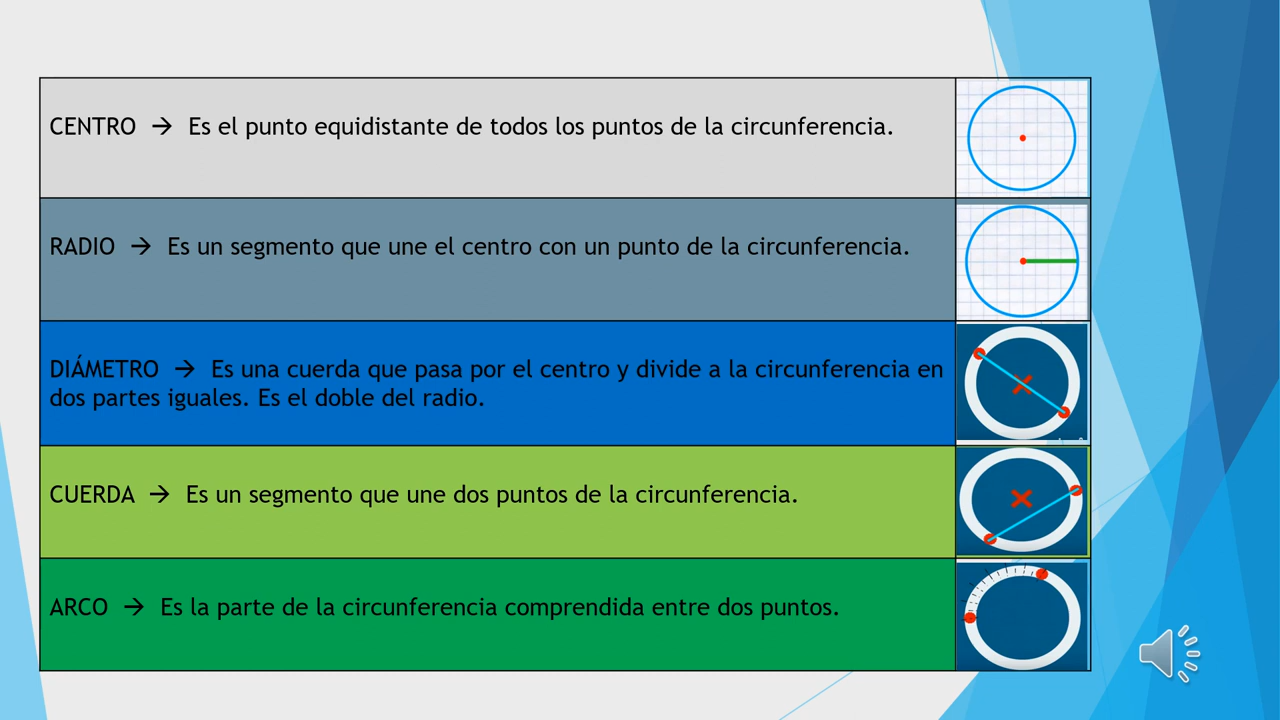 CENTRO → Es el punto equidistante de todos los puntos de la circunferencia.
RADIO → Es un segmento que une el centro con un punto de la circunferencia.
DIÁMETRO → Es una cuerda que pasa por el centro y divide a la circunferencia en
dos partes iguales. Es el doble del radio.
CUERDA → Es un segmento que une dos puntos de la circunferencia.
ARCO → Es la parte de la circunferencia comprendida entre dos puntos.